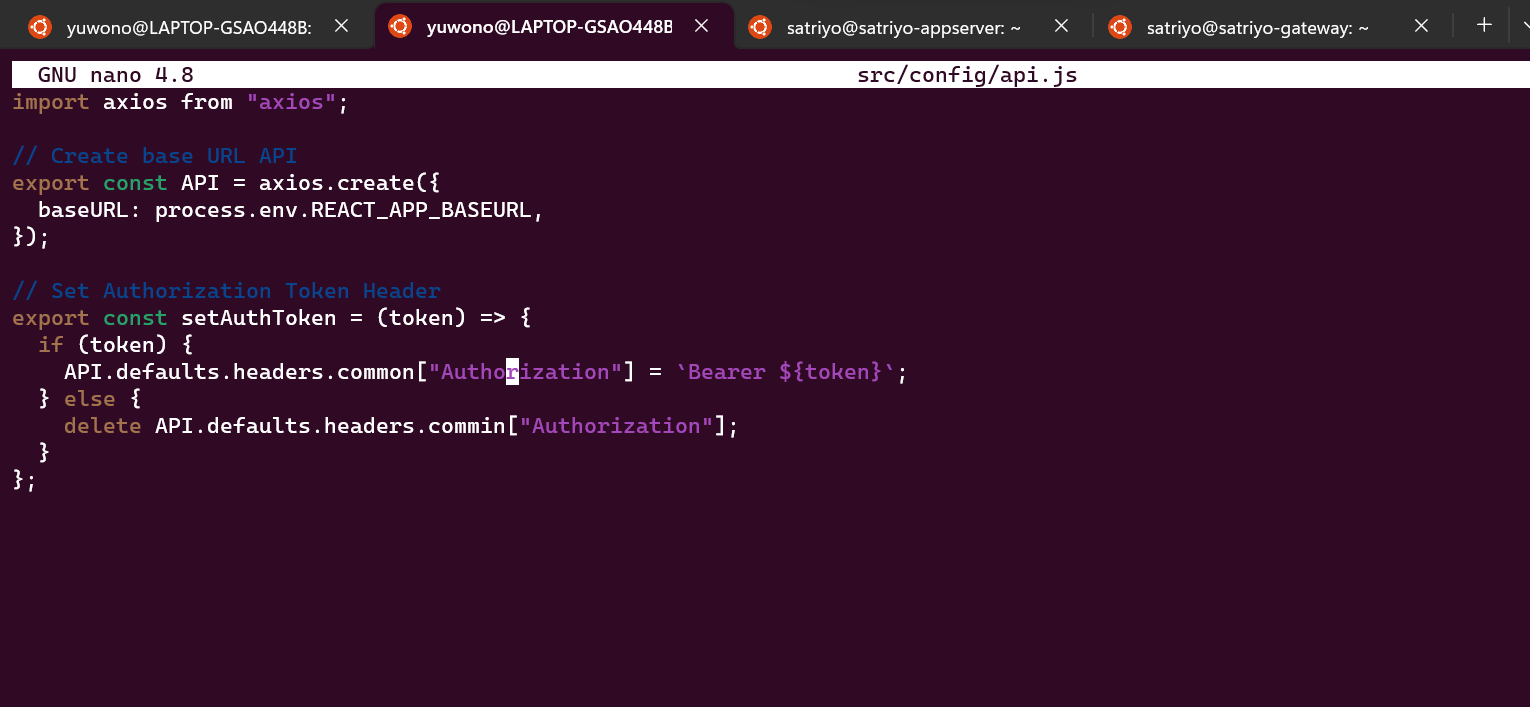 yuwono@LAPTOP-GSAO448B:
yuwono@LAPTOP-GSAO448B
satriyo@satriyo-appserver: ~
satriyo@satriyo-gateway: ~
GNU nano 4.8 src/config/api.js
import axios from "axios";
// Create base URL API
export const API = axios.create({
  baseURL: process.env.REACT_APP_BASEURL,
});
// Set Authorization Token Header
export const setAuthToken = (token) => {
  if (token) {
    API.defaults.headers.common["Authorization"] = `Bearer ${token}`;
  } else {
    delete API.defaults.headers.commin["Authorization"];
  }
};